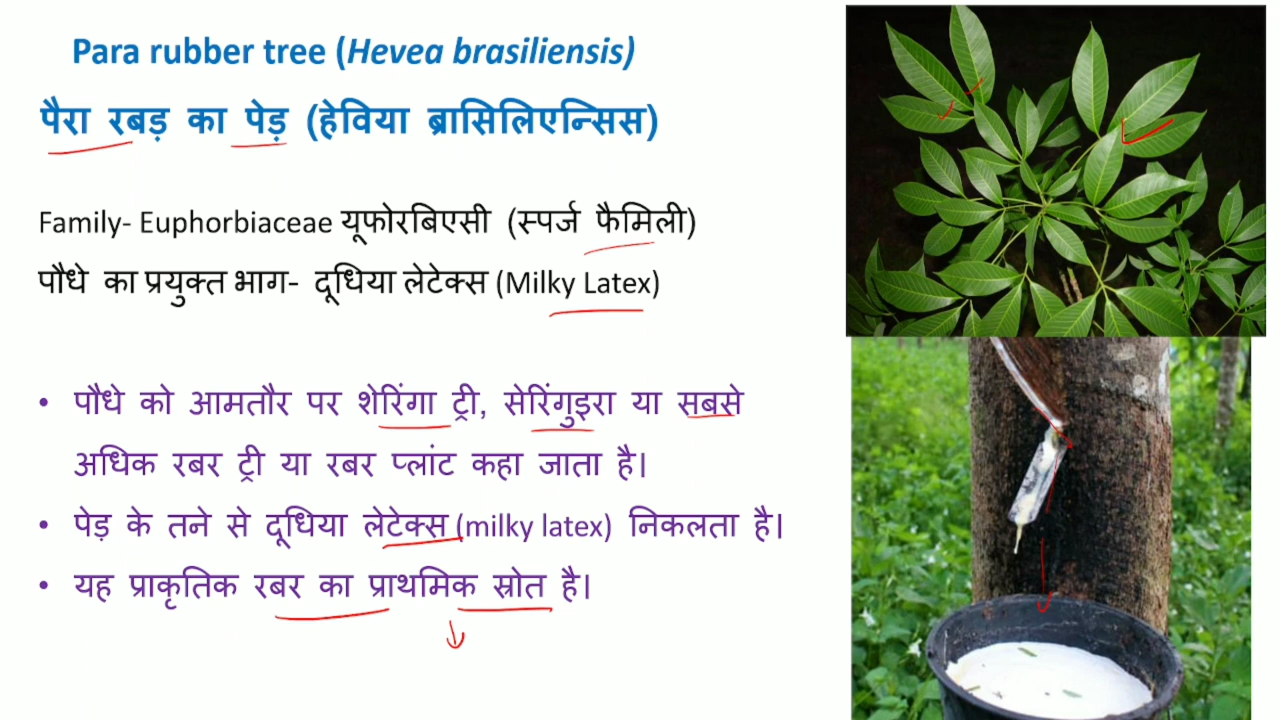 Para rubber tree (Hevea brasiliensis)
पैरा रबड़ का पेड़ (हेविया ब्रासिलिएन्सिस)
Family- Euphorbiaceae यूफोरबिएसी (स्पर्ज फैमिली)
पौधे का प्रयुक्त भाग- दूधिया लेटेक्स (Milky Latex)
• पौधे को आमतौर पर शेरिंगा ट्री, सेरिंगुइरा या सबसे
अधिक रबर ट्री या रबर प्लांट कहा जाता है।
• पेड़ के तने से दूधिया लेटेक्स (milky latex) निकलता है।
• यह प्राकृतिक रबर का प्राथमिक स्रोत है।